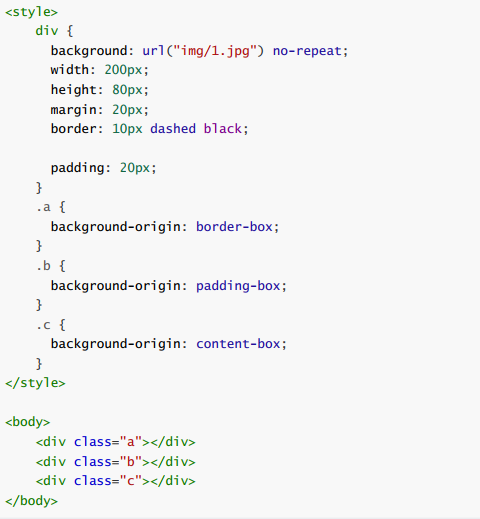 <style>
    div {
      background: url("img/1.jpg") no-repeat;
      width: 200px;
      height: 80px;
      margin: 20px;
      border: 10px dashed black;

      padding: 20px;
    }
    .a {
      background-origin: border-box;
    }
    .b {
      background-origin: padding-box;
    }
    .c {
      background-origin: content-box;
    }
</style>

<body>
    <div class="a"></div>
    <div class="b"></div>
    <div class="c"></div>
</body>